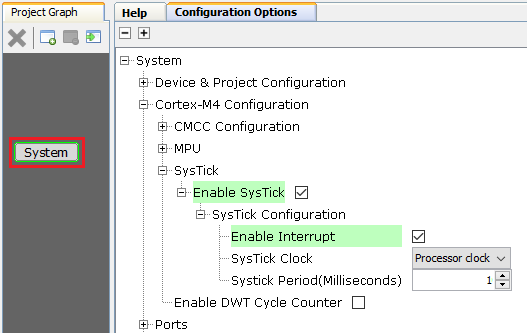 Project Graph
Help
Configuration Options
System
System
Device & Project Configuration
Cortex-M4 Configuration
CMCC Configuration
MPU
SysTick
Enable SysTick
SysTick Configuration
Enable Interrupt
SysTick Clock Processor clock
Systick Period(Milliseconds) 1
Enable DWT Cycle Counter
Ports